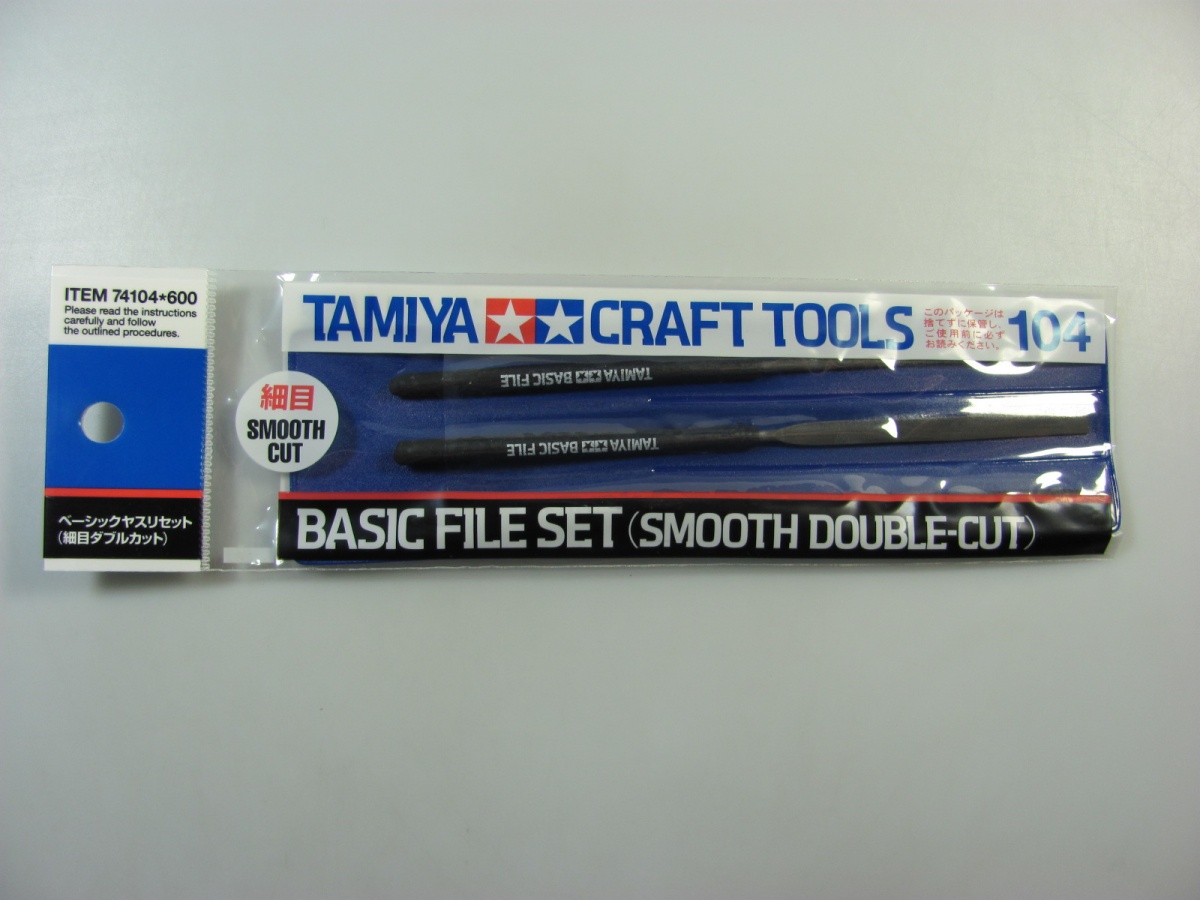 ITEM 74104*600
Please read the instructions
carefully and follow
the outlined procedures.
ベーシックヤスリセット
(細目ダブルカット)
細目
SMOOTH
CUT
TAMIYA CRAFT TOOLS 104
このパッケージは
捨てずに保管し、
ご使用前に必ず
お読みください。
TAMIYA BASIC FILE
TAMIYA BASIC FILE
BASIC FILE SET (SMOOTH DOUBLE-CUT)